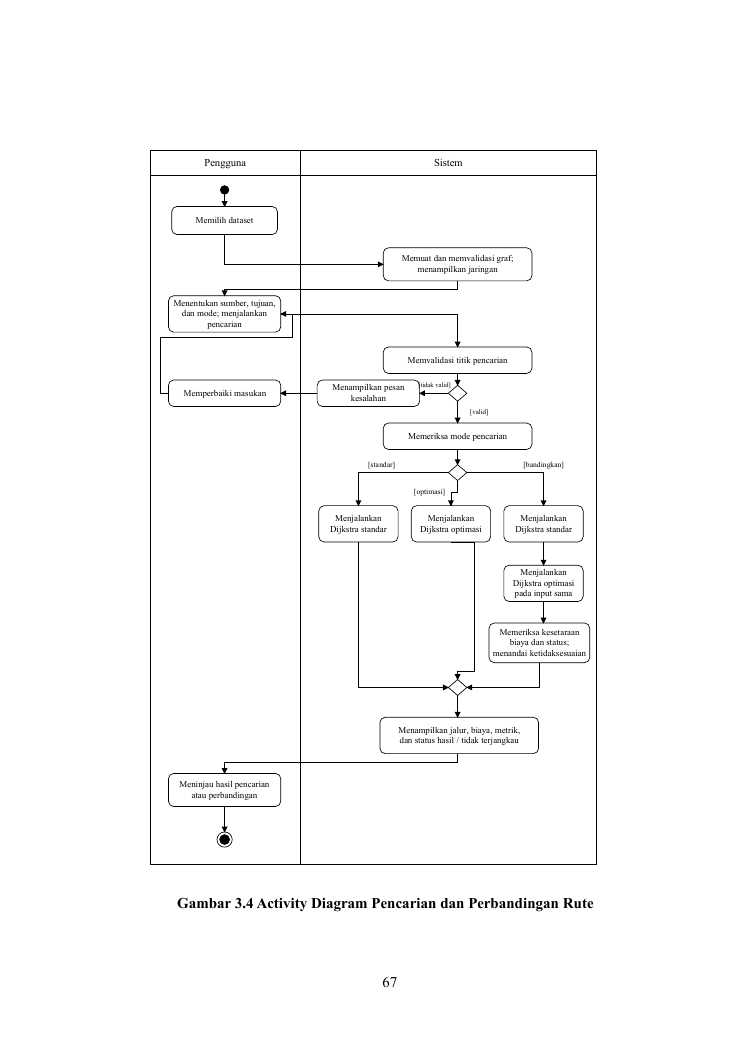 Pengguna
Sistem
Memilih dataset
Memuat dan memvalidasi graf;
menampilkan jaringan
Menentukan sumber, tujuan,
dan mode; menjalankan
pencarian
Memvalidasi titik pencarian
Memperbaiki masukan
Menampilkan pesan
kesalahan
[tidak valid]
[valid]
Memeriksa mode pencarian
[standar]
[bandingkan]
[optimasi]
Menjalankan
Dijkstra standar
Menjalankan
Dijkstra optimasi
Menjalankan
Dijkstra standar
Menjalankan
Dijkstra optimasi
pada input sama
Memeriksa kesetaraan
biaya dan status;
menandai ketidaksesuaian
Menampilkan jalur, biaya, metrik,
dan status hasil / tidak terjangkau
Meninjau hasil pencarian
atau perbandingan
Gambar 3.4 Activity Diagram Pencarian dan Perbandingan Rute
67